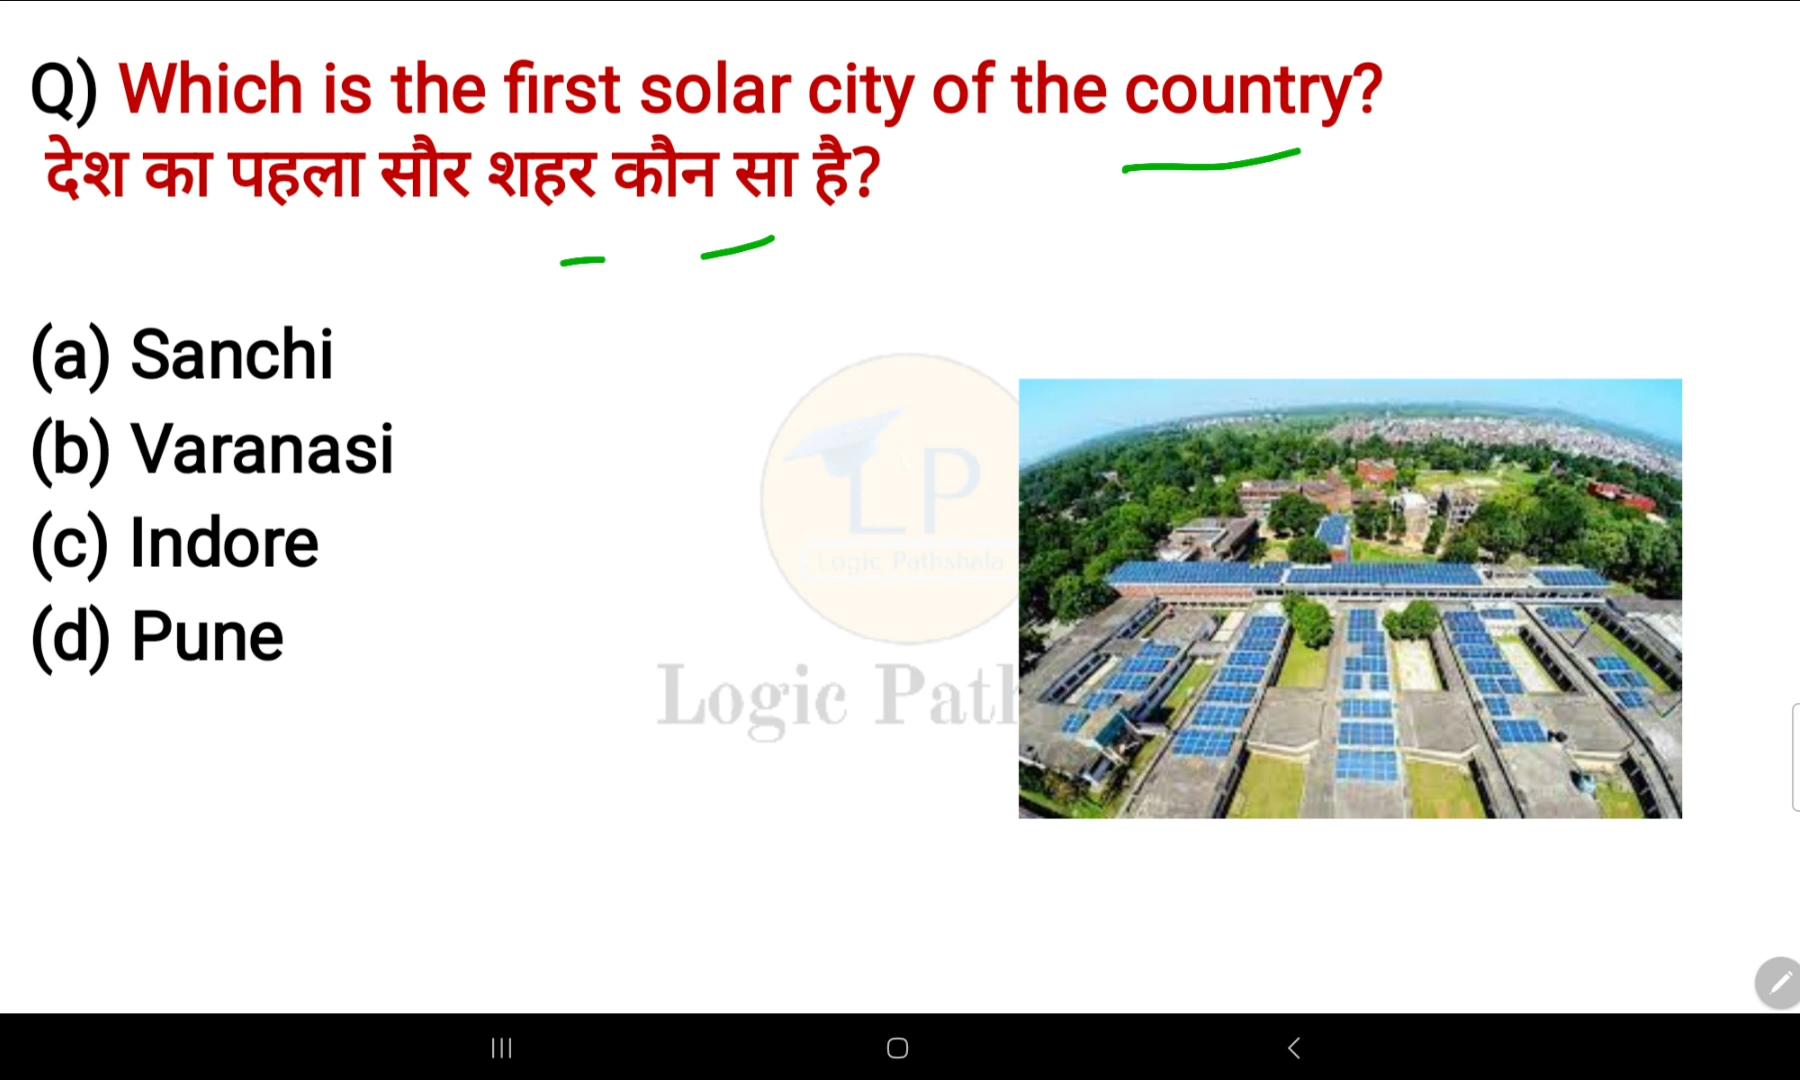 Q) Which is the first solar city of the country?
देश का पहला सौर शहर कौन सा है?
(a) Sanchi
(b) Varanasi
(c) Indore
(d) Pune
LP
Logic Pathshala
Logic Path